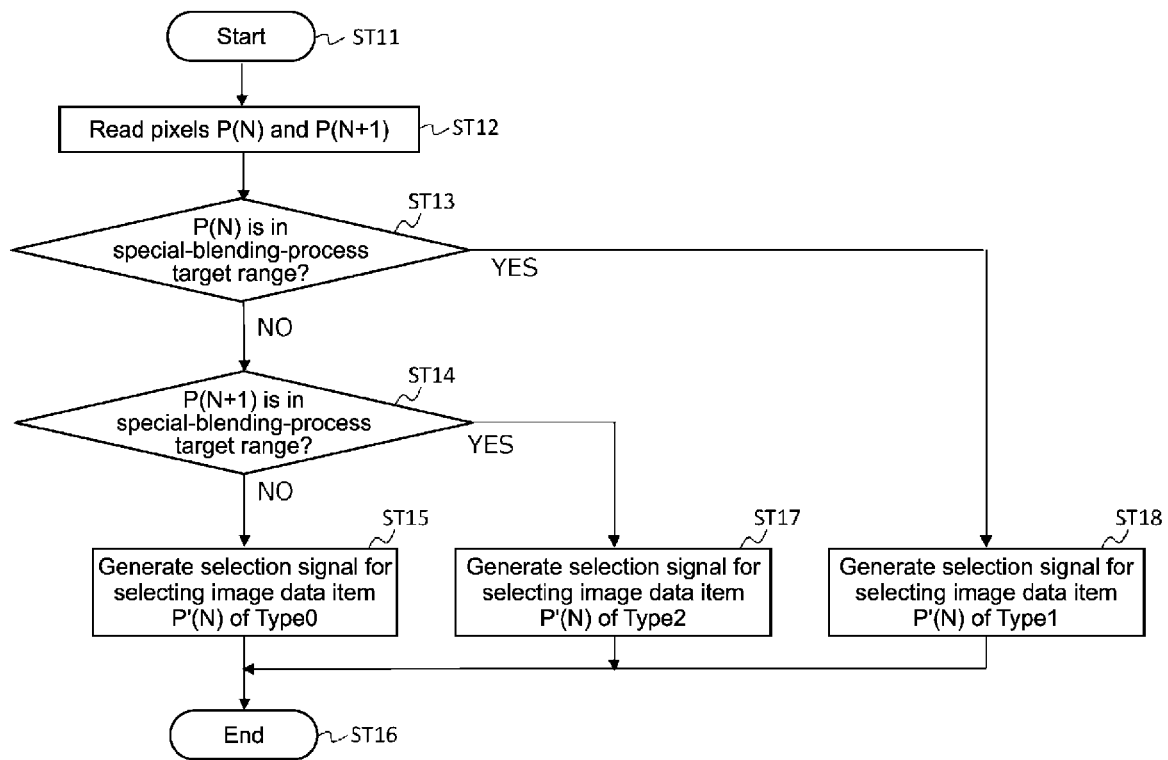 Start
ST11
Read pixels P(N) and P(N+1)
ST12
ST13
P(N) is in
special-blending-process
target range?
YES
NO
ST14
P(N+1) is in
special-blending-process
target range?
YES
NO
ST15
Generate selection signal for
selecting image data item
P'(N) of Type0
ST17
Generate selection signal for
selecting image data item
P'(N) of Type2
ST18
Generate selection signal for
selecting image data item
P'(N) of Type1
End
ST16